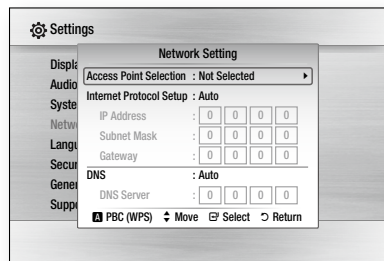 Settings
Network Setting
Displa
Access Point Selection : Not Selected
Audio
Internet Protocol Setup : Auto
Syste
IP Address : 0 0 0 0
Netw
Subnet Mask : 0 0 0 0
Langu
Gateway : 0 0 0 0
Secur
DNS : Auto
Gener
DNS Server : 0 0 0 0
Suppo
A PBC (WPS) Move Select Return